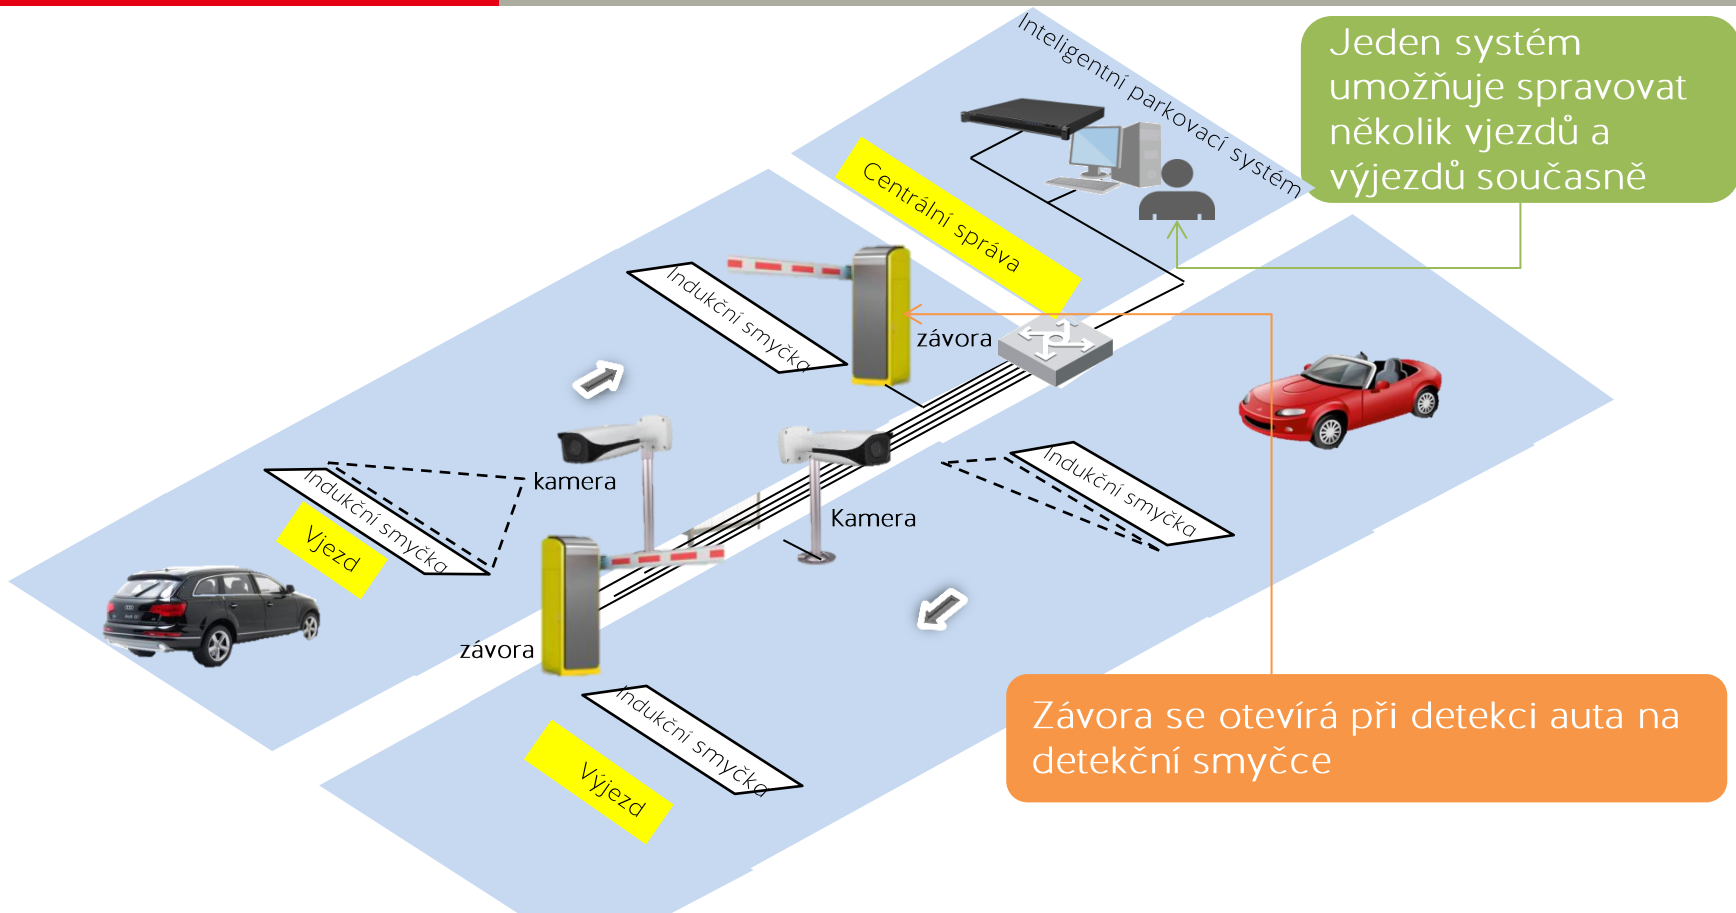 Inteligentní parkovací systém
Jeden systém
umožňuje spravovat
několik vjezdů a
výjezdů současně
Centrální správa
Indukční smyčka
závora
kamera
Kamera
Indukční smyčka
Indukční smyčka
Vjezd
závora
Indukční smyčka
Výjezd
Závora se otevírá při detekci auta na
detekční smyčce